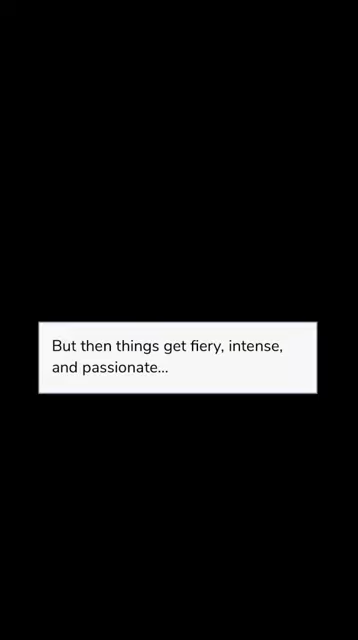 But then things get fiery, intense,
and passionate...